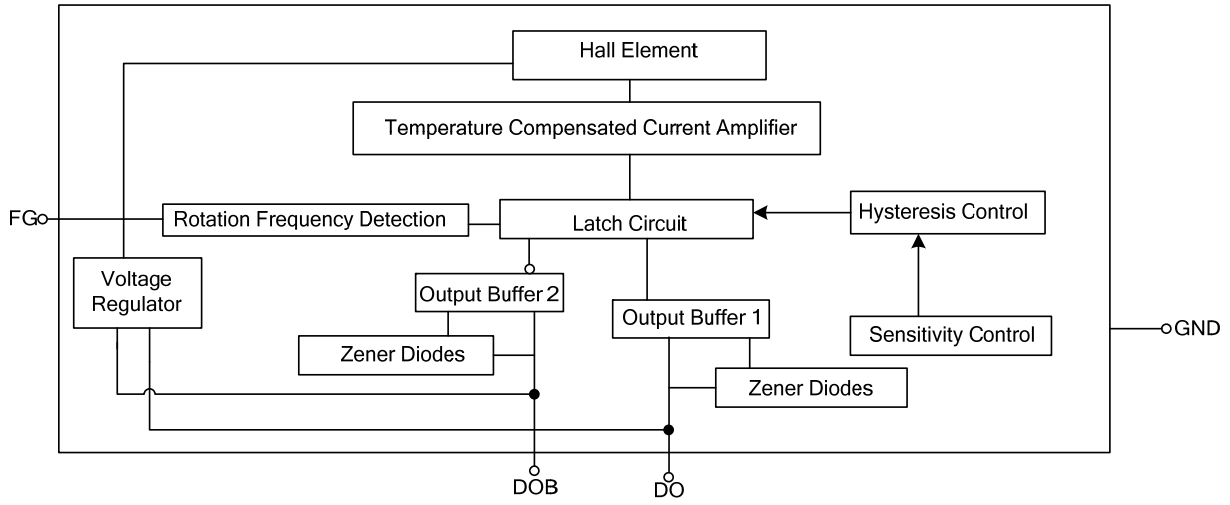 Hall Element
Temperature Compensated Current Amplifier
FG
Rotation Frequency Detection
Latch Circuit
Hysteresis Control
Voltage
Regulator
Output Buffer 2
Output Buffer 1
Sensitivity Control
GND
Zener Diodes
Zener Diodes
DOB
DO